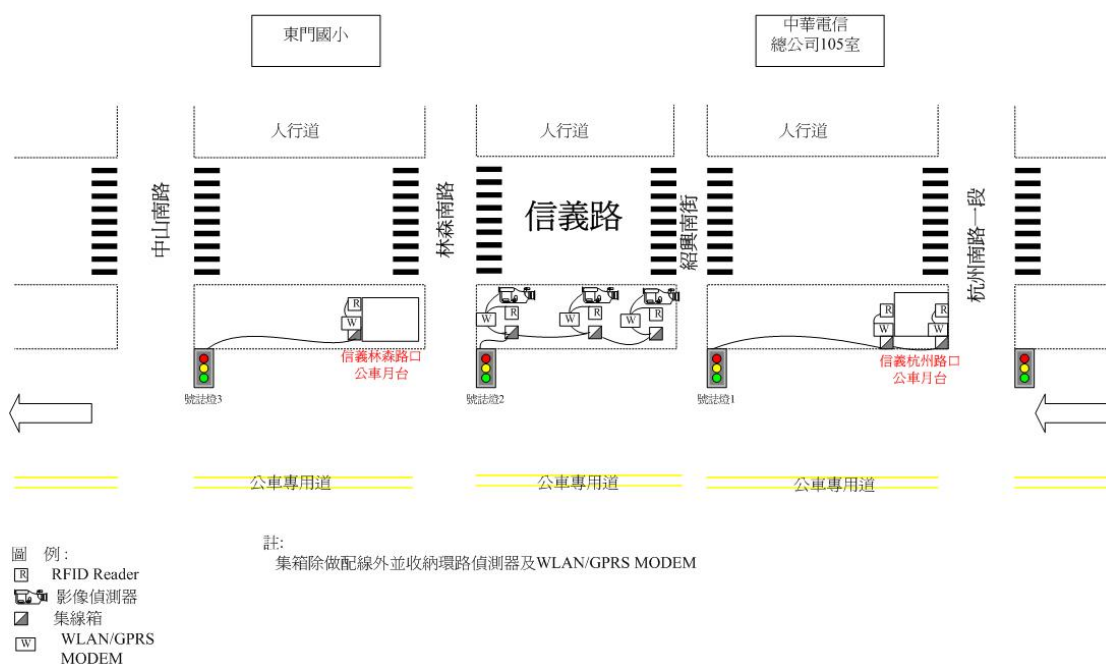 東門國小
中華電信
總公司105室
人行道
人行道
人行道
中山南路
林森南路
信義路
紹興南街
杭州南路一段
R
W
R
W
R
W
R
W
R
W
R
W
信義林森路口
公車月台
信義杭州路口
公車月台
號誌燈3
號誌燈2
號誌燈1
公車專用道
公車專用道
公車專用道
圖 例:
R RFID Reader
影像偵測器
集線箱
W WLAN/GPRS
MODEM
註:
集箱除做配線外並收納環路偵測器及WLAN/GPRS MODEM